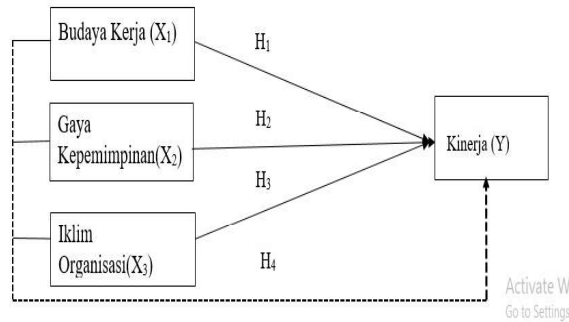 Budaya Kerja (X₁)
H₁
Gaya
Kepemimpinan(X₂)
H₂
Kinerja (Y)
H₃
Iklim
Organisasi(X₃)
H₄
Activate W
Go to Settings